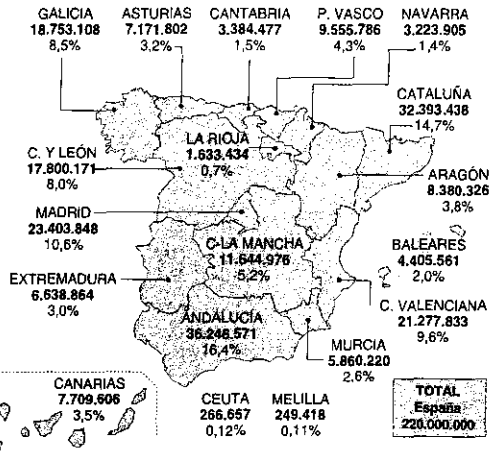 GALICIA
18.753.108
8,5%
ASTURIAS
7.171.802
3,2%
CANTABRIA
3.384.477
1,5%
P. VASCO
9.555.786
4,3%
NAVARRA
3.223.905
1,4%
CATALUÑA
32.393.438
14,7%
LA RIOJA
1.633.434
0,7%
C. Y LEÓN
17.800.171
8,0%
ARAGÓN
8.380.326
3,8%
MADRID
23.403.848
10,6%
C-LA MANCHA
11.644.976
5,2%
BALEARES
4.405.561
2,0%
EXTREMADURA
6.638.864
3,0%
C. VALENCIANA
21.277.833
9,6%
ANDALUCÍA
36.246.571
16,4%
MURCIA
5.860.220
2,6%
CANARIAS
7.709.606
3,5%
CEUTA
266.657
0,12%
MELILLA
249.418
0,11%
TOTAL
España
220.000.000